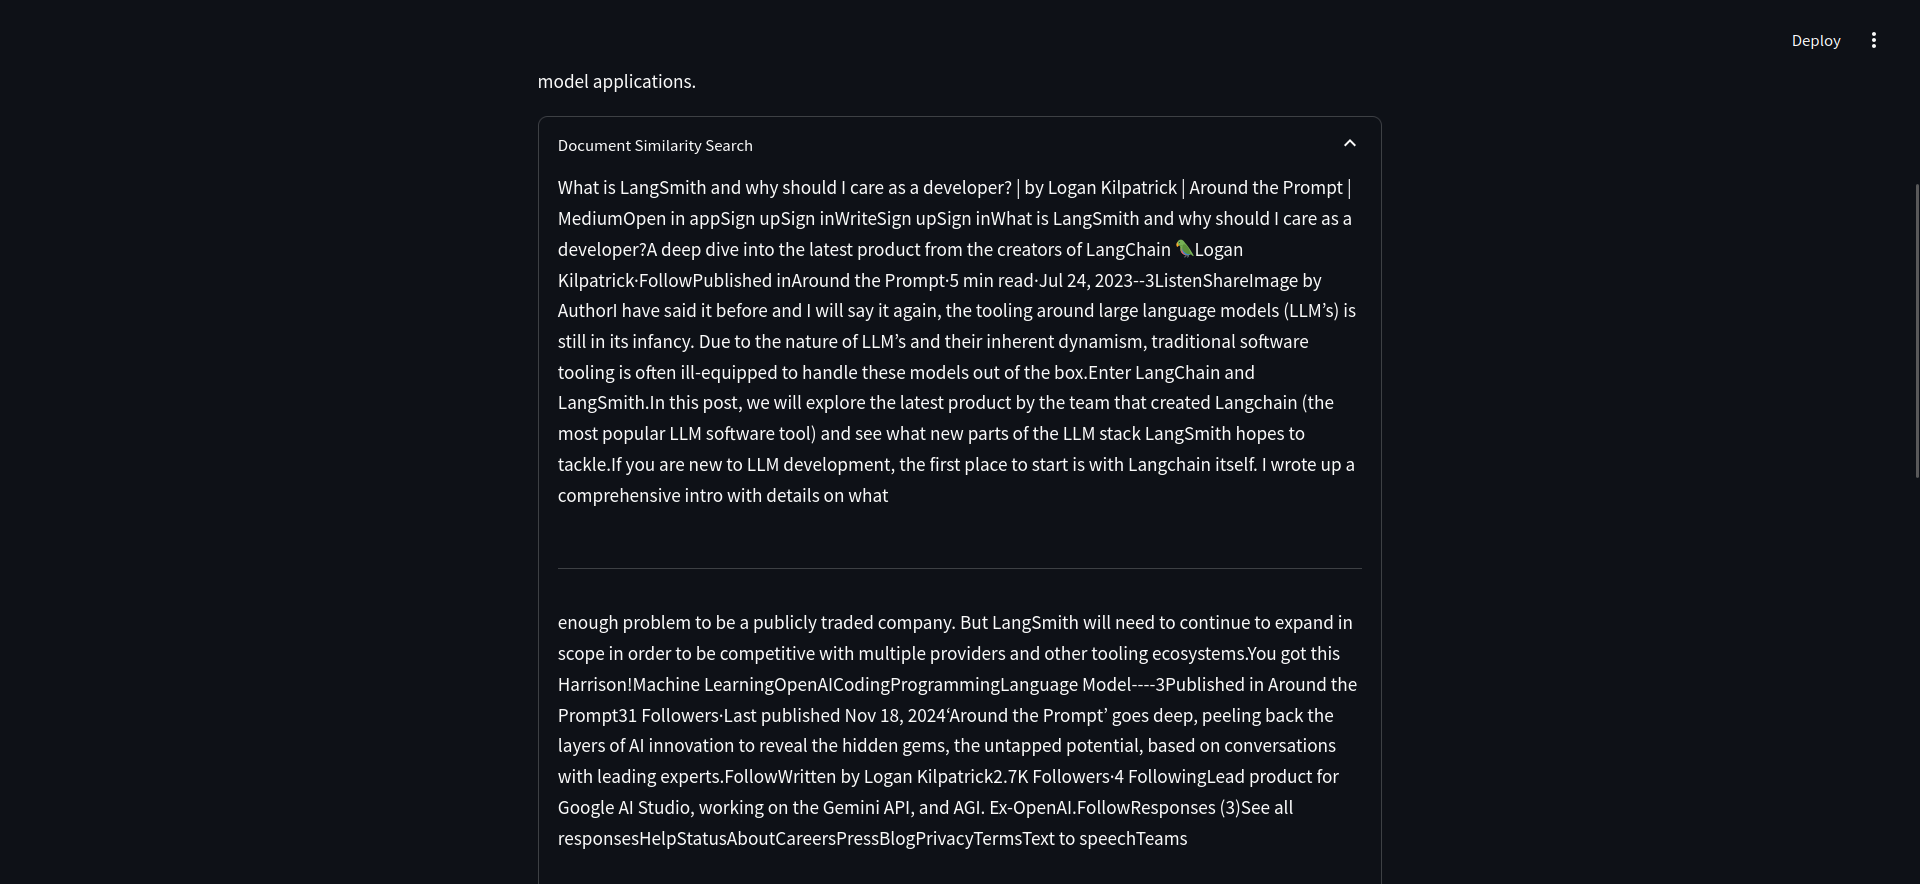 Deploy
model applications.
Document Similarity Search
What is LangSmith and why should I care as a developer? | by Logan Kilpatrick | Around the Prompt |
MediumOpen in appSign upSign inWriteSign upSign inWhat is LangSmith and why should I care as a
developer?A deep dive into the latest product from the creators of LangChain 🦜Logan
Kilpatrick·FollowPublished inAround the Prompt·5 min read·Jul 24, 2023--3ListenShareImage by
AuthorI have said it before and I will say it again, the tooling around large language models (LLM’s) is
still in its infancy. Due to the nature of LLM’s and their inherent dynamism, traditional software
tooling is often ill-equipped to handle these models out of the box.Enter LangChain and
LangSmith.In this post, we will explore the latest product by the team that created Langchain (the
most popular LLM software tool) and see what new parts of the LLM stack LangSmith hopes to
tackle.If you are new to LLM development, the first place to start is with Langchain itself. I wrote up a
comprehensive intro with details on what
enough problem to be a publicly traded company. But LangSmith will need to continue to expand in
scope in order to be competitive with multiple providers and other tooling ecosystems.You got this
Harrison!Machine LearningOpenAICodingProgrammingLanguage Model----3Published in Around the
Prompt31 Followers·Last published Nov 18, 2024‘Around the Prompt’ goes deep, peeling back the
layers of AI innovation to reveal the hidden gems, the untapped potential, based on conversations
with leading experts.FollowWritten by Logan Kilpatrick2.7K Followers·4 FollowingLead product for
Google AI Studio, working on the Gemini API, and AGI. Ex-OpenAI.FollowResponses (3)See all
responsesHelpStatusAboutCareersPressBlogPrivacyTermsText to speechTeams